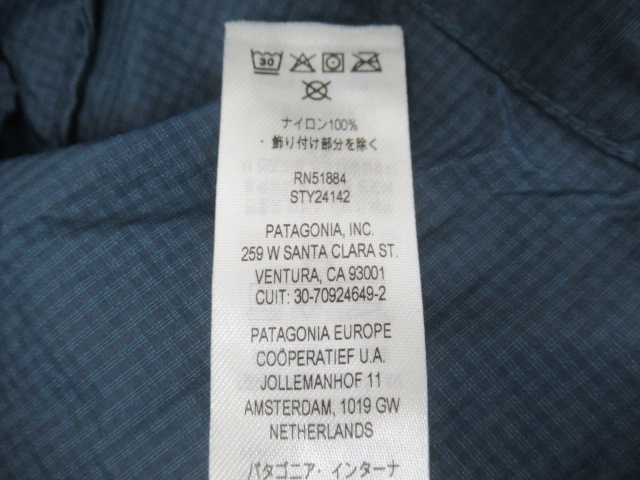 30
ナイロン100%
・飾り付け部分を除く
RN51884
STY24142
PATAGONIA, INC.
259 W SANTA CLARA ST.
VENTURA, CA 93001
CUIT: 30-70924649-2
PATAGONIA EUROPE
COÖPERATIEF U.A.
JOLLEMANHOF 11
AMSTERDAM, 1019 GW
NETHERLANDS
パタゴニア・インターナ